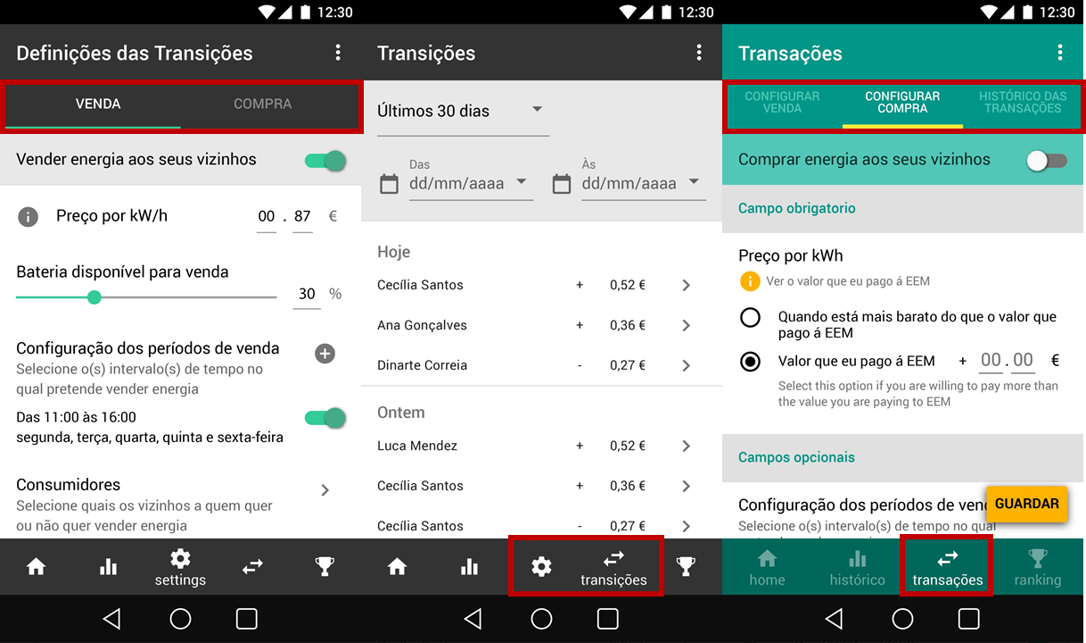 12:30
Definições das Transições
VENDA
COMPRA
Vender energia aos seus vizinhos
Preço por kW/h
00 . 87 €
Bateria disponível para venda
30 %
Configuração dos períodos de venda
Selecione o(s) intervalo(s) de tempo no
qual pretende vender energia
Das 11:00 às 16:00
segunda, terça, quarta, quinta e sexta-feira
Consumidores
Selecione quais os vizinhos a quem quer
ou não quer vender energia
settings
12:30
Transições
Últimos 30 dias
Das
dd/mm/aaaa
Às
dd/mm/aaaa
Hoje
Cecília Santos + 0,52 €
Ana Gonçalves + 0,36 €
Dinarte Correia - 0,27 €
Ontem
Luca Mendez + 0,52 €
Cecília Santos + 0,36 €
Cecília Santos - 0,27 €
transições
12:30
Transações
CONFIGURAR
VENDA
CONFIGURAR
COMPRA
HISTÓRICO DAS
TRANSAÇÕES
Comprar energia aos seus vizinhos
Campo obrigatorio
Preço por kWh
i Ver o valor que eu pago á EEM
Quando está mais barato do que o valor que
pago á EEM
Valor que eu pago á EEM + 00 . 00 €
Select this option if you are willing to pay more than
the value you are paying to EEM
Campos opcionais
Configuração dos períodos de ven
Selecione o(s) intervalo(s) de tempo no qual
GUARDAR
home
histórico
transações
ranking